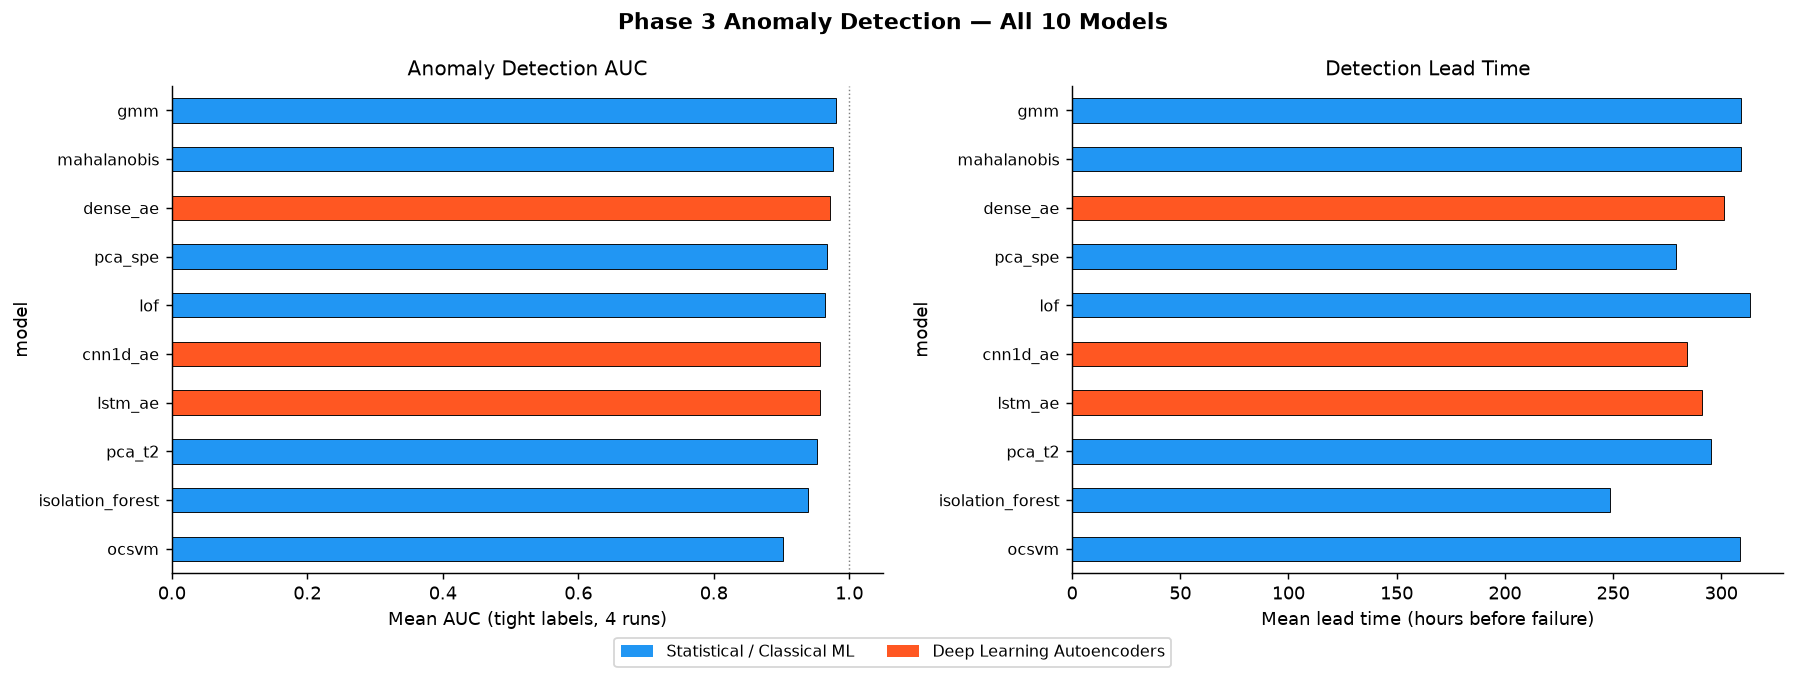 Phase 3 Anomaly Detection — All 10 Models
Anomaly Detection AUC
model
gmm
mahalanobis
dense_ae
pca_spe
lof
cnn1d_ae
lstm_ae
pca_t2
isolation_forest
ocsvm
0.0 0.2 0.4 0.6 0.8 1.0
Mean AUC (tight labels, 4 runs)
Detection Lead Time
model
gmm
mahalanobis
dense_ae
pca_spe
lof
cnn1d_ae
lstm_ae
pca_t2
isolation_forest
ocsvm
0 50 100 150 200 250 300
Mean lead time (hours before failure)
Statistical / Classical ML
Deep Learning Autoencoders